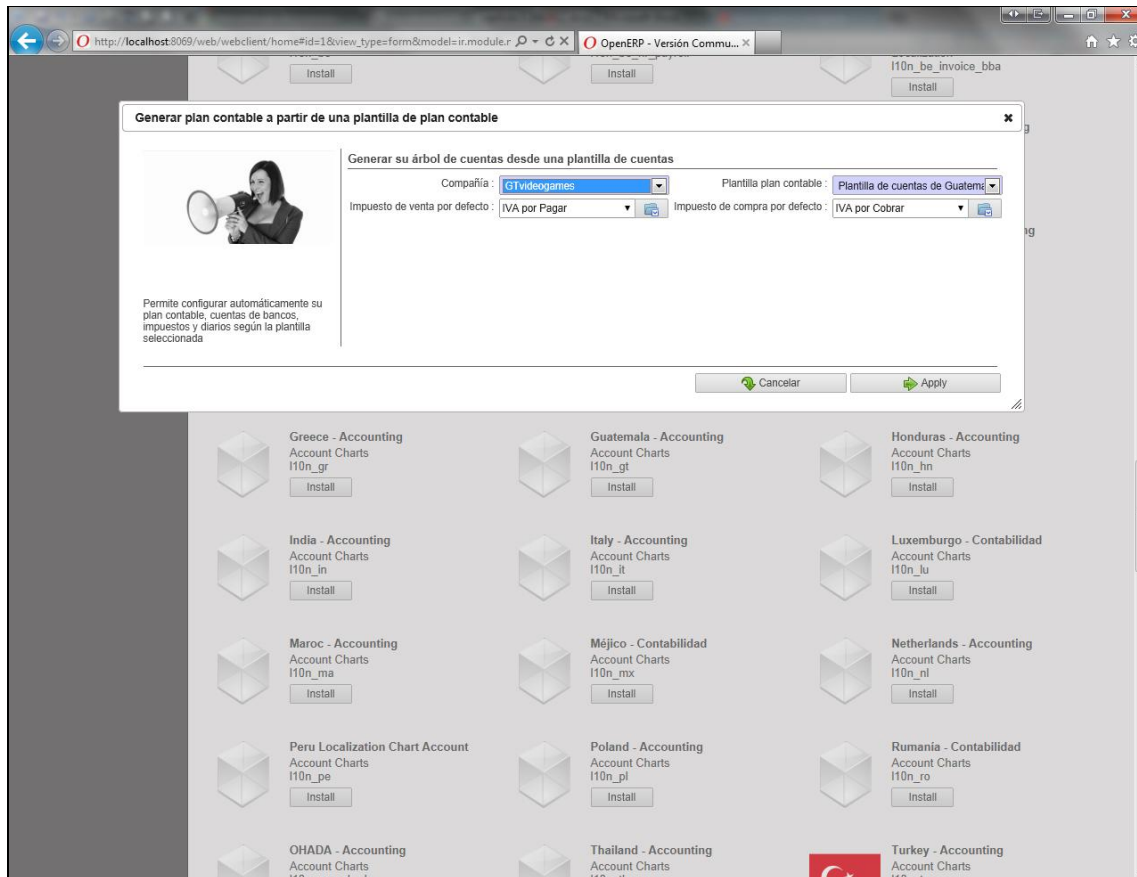 http://localhost:8069/web/webclient/home#id=1&view_type=form&model=ir.module.r
OpenERP - Versión Commu...
Install
Install
l10n_be_invoice_bba
Install
Generar plan contable a partir de una plantilla de plan contable
Generar su árbol de cuentas desde una plantilla de cuentas
Compañía : GTvideogames Plantilla plan contable : Plantilla de cuentas de Guatema
Impuesto de venta por defecto : IVA por Pagar Impuesto de compra por defecto : IVA por Cobrar
Permite configurar automáticamente su
plan contable, cuentas de bancos,
impuestos y diarios según la plantilla
seleccionada
Cancelar Apply
Greece - Accounting
Account Charts
l10n_gr
Install
Guatemala - Accounting
Account Charts
l10n_gt
Install
Honduras - Accounting
Account Charts
l10n_hn
Install
India - Accounting
Account Charts
l10n_in
Install
Italy - Accounting
Account Charts
l10n_it
Install
Luxemburgo - Contabilidad
Account Charts
l10n_lu
Install
Maroc - Accounting
Account Charts
l10n_ma
Install
Méjico - Contabilidad
Account Charts
l10n_mx
Install
Netherlands - Accounting
Account Charts
l10n_nl
Install
Peru Localization Chart Account
Account Charts
l10n_pe
Install
Poland - Accounting
Account Charts
l10n_pl
Install
Rumanía - Contabilidad
Account Charts
l10n_ro
Install
OHADA - Accounting
Account Charts
Thailand - Accounting
Account Charts
Turkey - Accounting
Account Charts